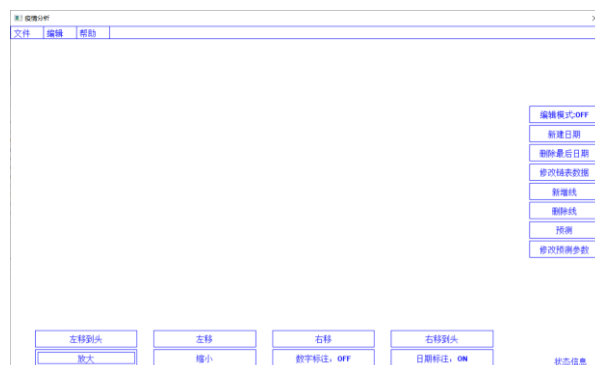 疫情分析
文件 编辑 帮助
编辑模式:OFF
新建日期
删除最后日期
修改链表数据
新增线
删除线
预测
修改预测参数
左移到头 左移 右移 右移到头
放大 缩小 数字标注：OFF 日期标注：ON
状态信息